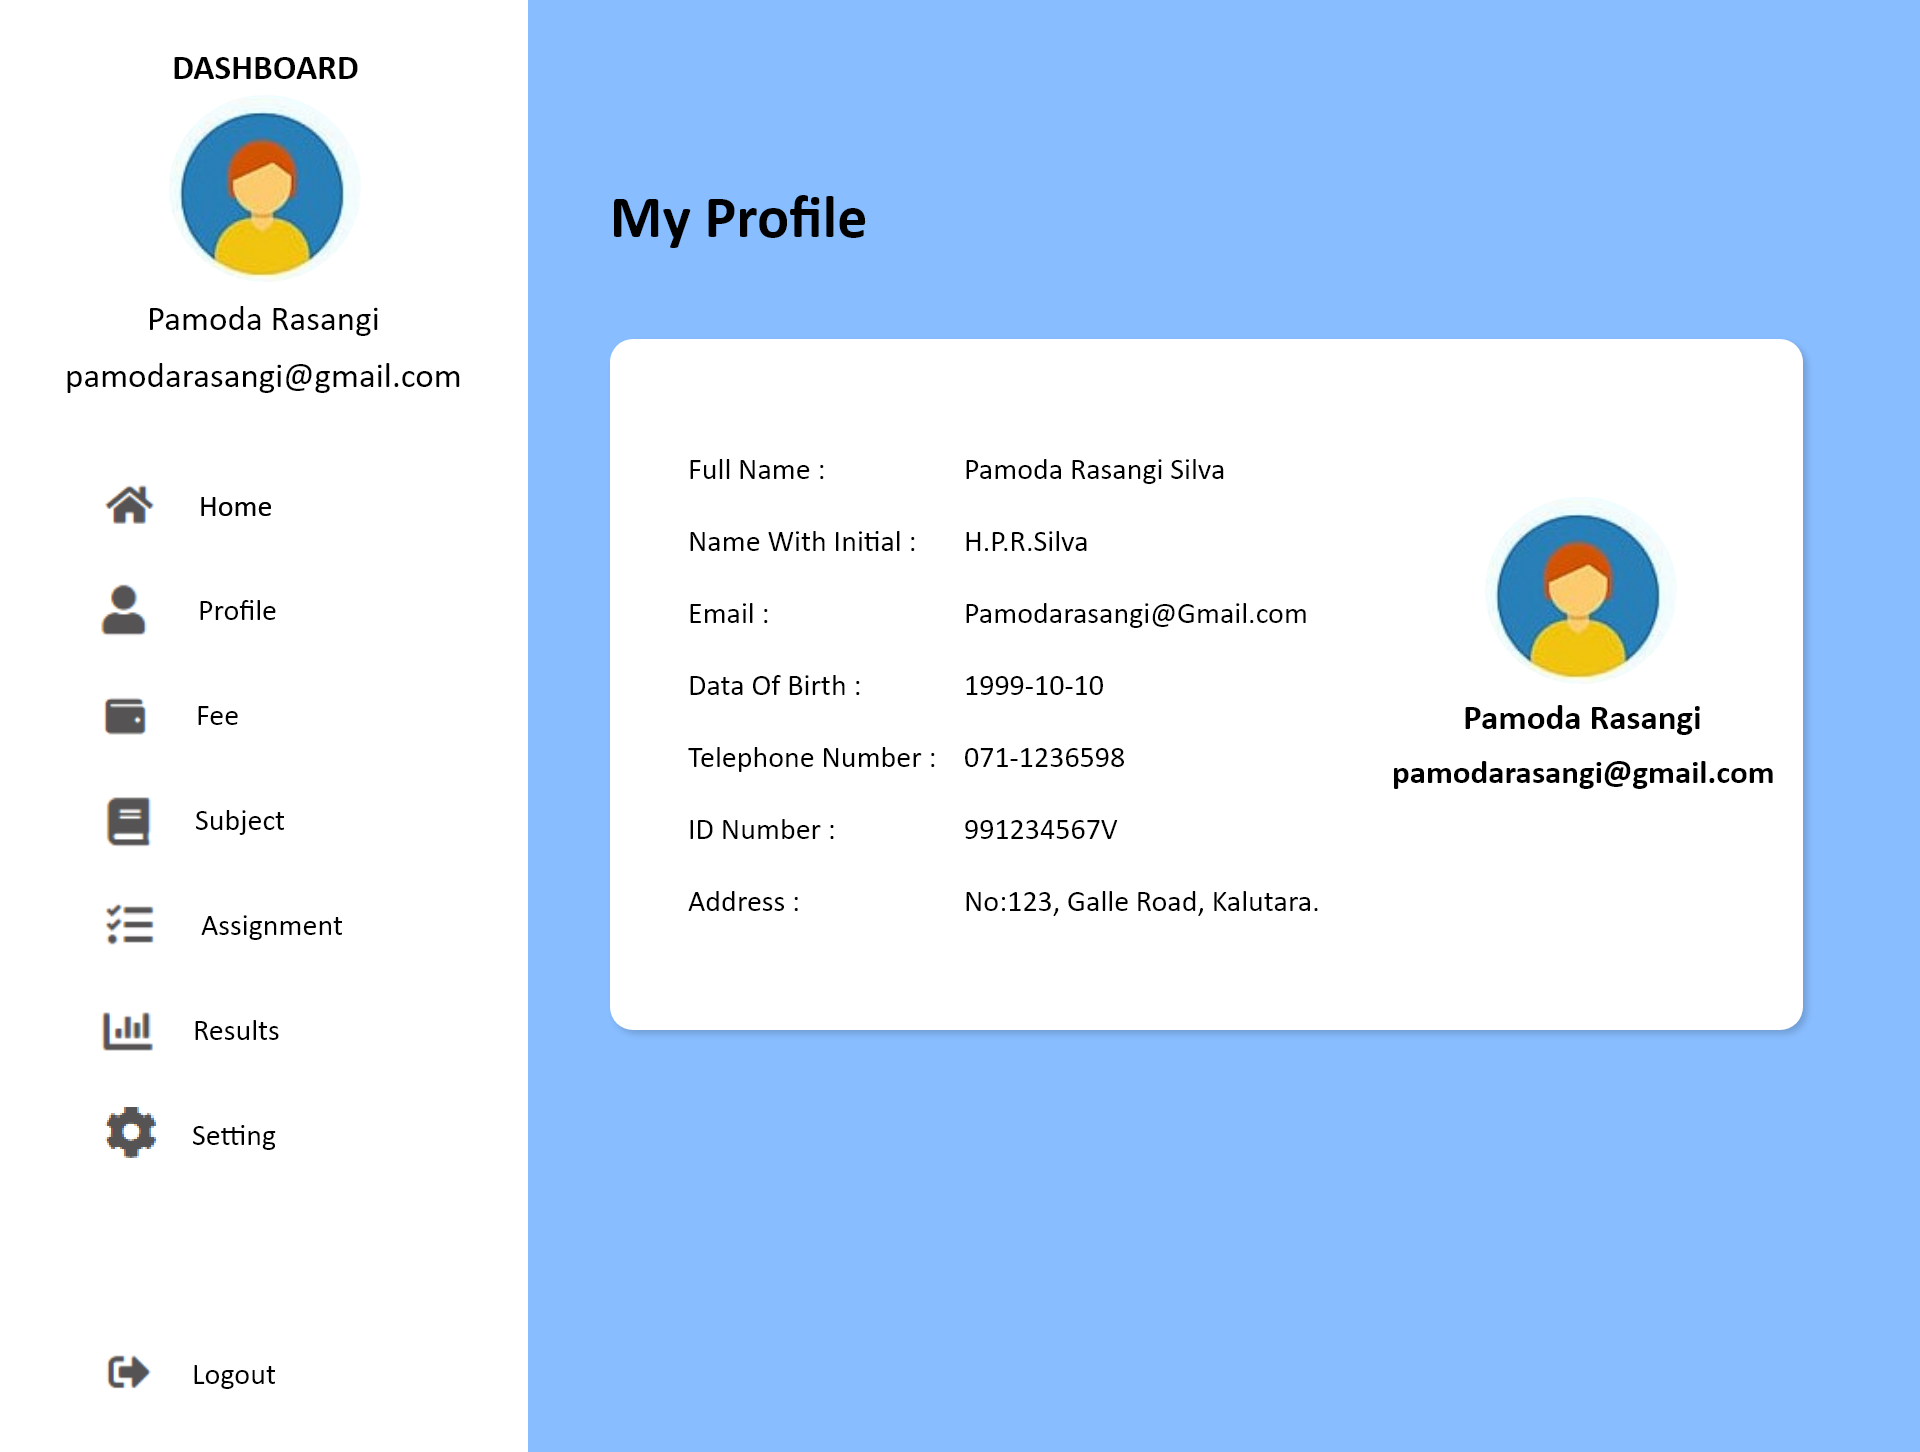 DASHBOARD
Pamoda Rasangi
pamodarasangi@gmail.com
Home
Profile
Fee
Subject
Assignment
Results
Setting
Logout
My Profile
Full Name : Pamoda Rasangi Silva
Name With Initial : H.P.R.Silva
Email : Pamodarasangi@Gmail.com
Data Of Birth : 1999-10-10
Telephone Number : 071-1236598
ID Number : 991234567V
Address : No:123, Galle Road, Kalutara.
Pamoda Rasangi
pamodarasangi@gmail.com